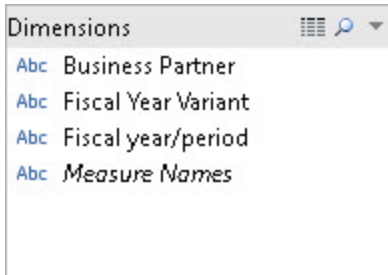 Dimensions
Abc Business Partner
Abc Fiscal Year Variant
Abc Fiscal year/period
Abc Measure Names